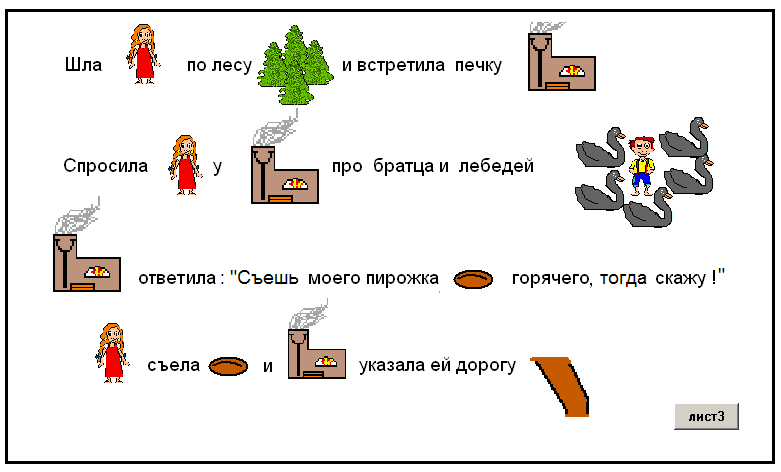 Шла по лесу и встретила печку
Спросила у про братца и лебедей
ответила : "Съешь моего пирожка горячего, тогда скажу !"
съела и указала ей дорогу
лист3